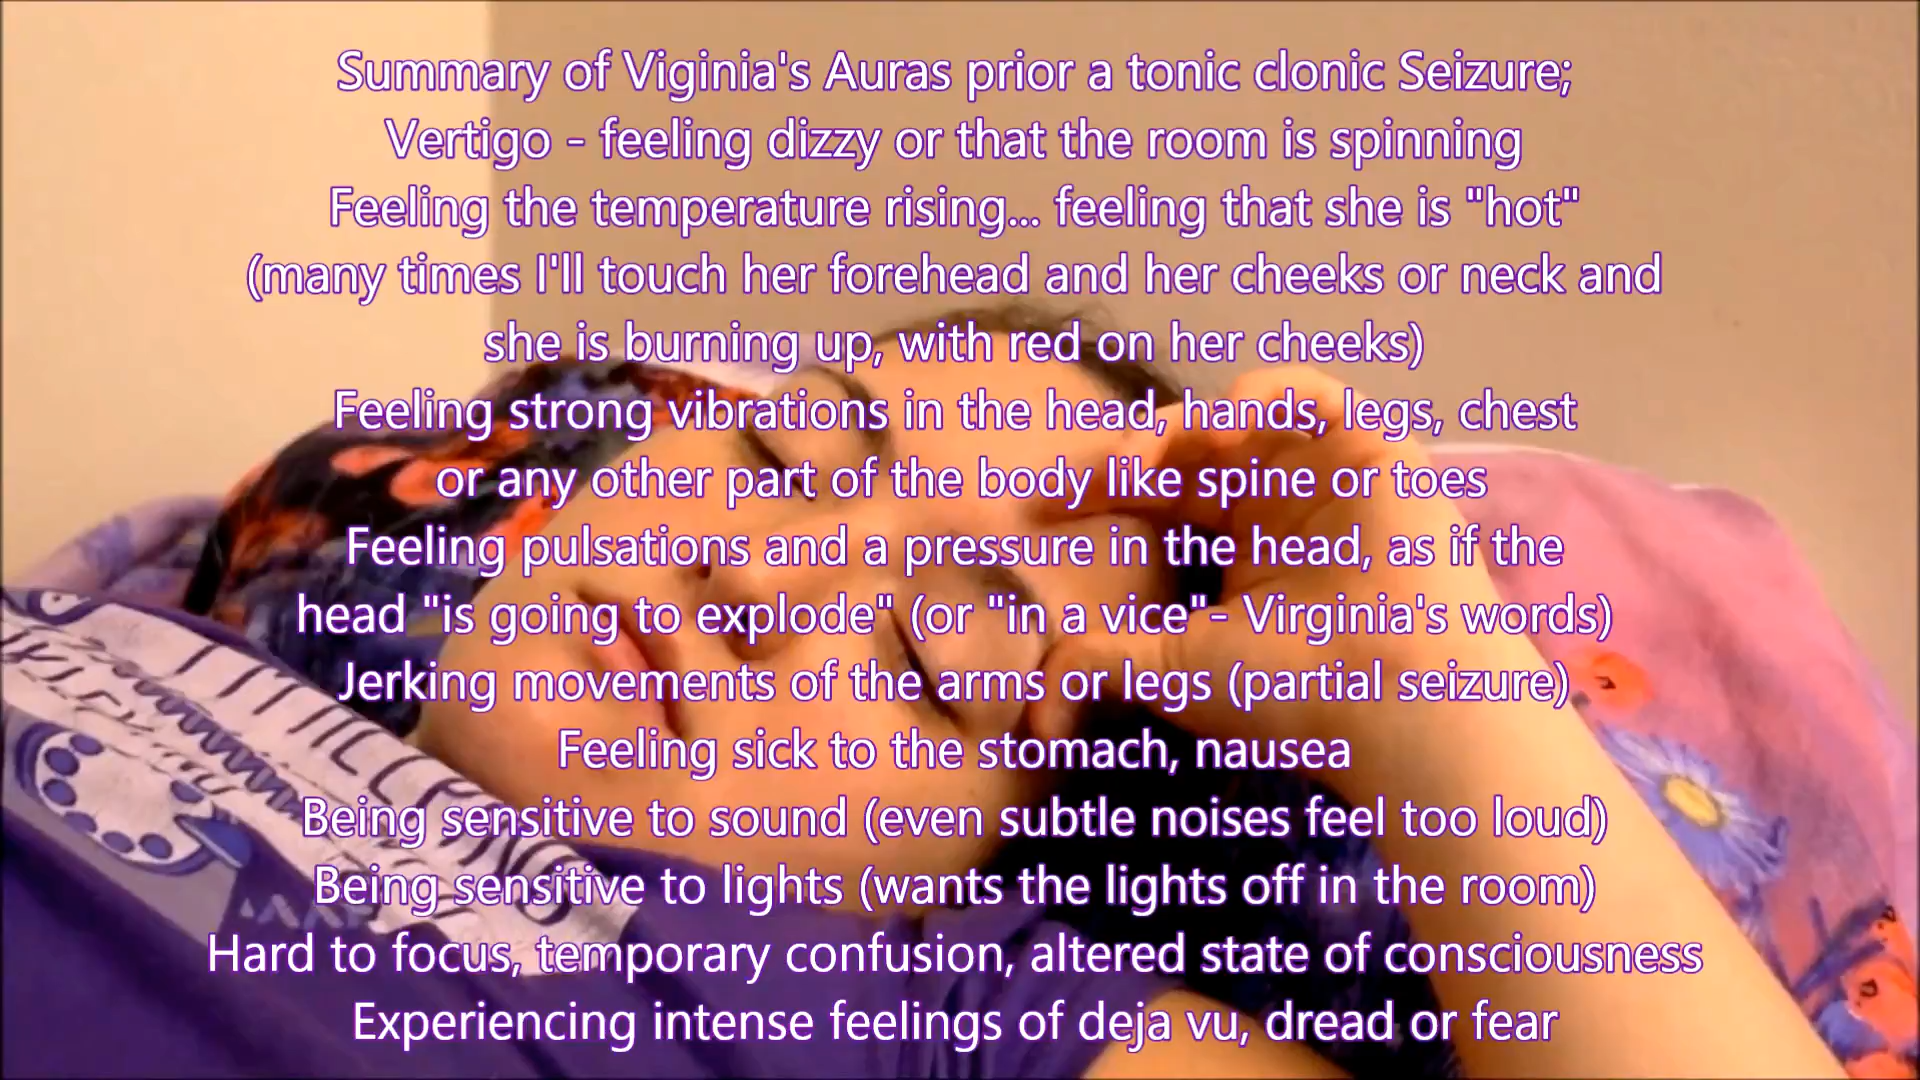 Summary of Viginia's Auras prior a tonic clonic Seizure;
Vertigo - feeling dizzy or that the room is spinning
Feeling the temperature rising... feeling that she is "hot"
(many times I'll touch her forehead and her cheeks or neck and
she is burning up, with red on her cheeks)
Feeling strong vibrations in the head, hands, legs, chest
or any other part of the body like spine or toes
Feeling pulsations and a pressure in the head, as if the
head "is going to explode" (or "in a vice"- Virginia's words)
Jerking movements of the arms or legs (partial seizure)
Feeling sick to the stomach, nausea
Being sensitive to sound (even subtle noises feel too loud)
Being sensitive to lights (wants the lights off in the room)
Hard to focus, temporary confusion, altered state of consciousness
Experiencing intense feelings of deja vu, dread or fear